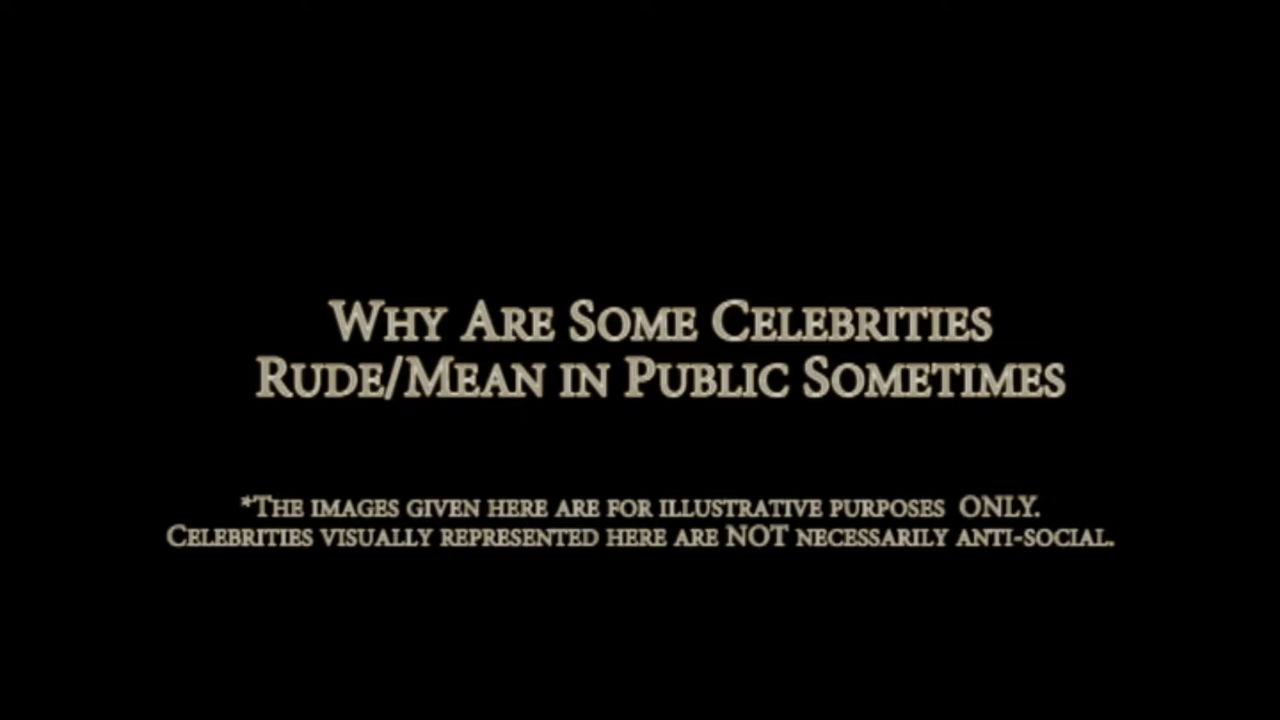 Why Are Some Celebrities
Rude/Mean in Public Sometimes
*The images given here are for illustrative purposes ONLY.
Celebrities visually represented here are NOT necessarily anti-social.